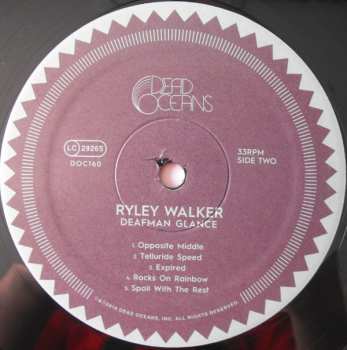 DEAD
OCEANS
LC 29265
DOC160
33RPM
SIDE TWO
RYLEY WALKER
DEAFMAN GLANCE
1. Opposite Middle
2. Telluride Speed
3. Expired
4. Rocks On Rainbow
5. Spoil With The Rest
©℗2018 DEAD OCEANS, INC. ALL RIGHTS RESERVED.